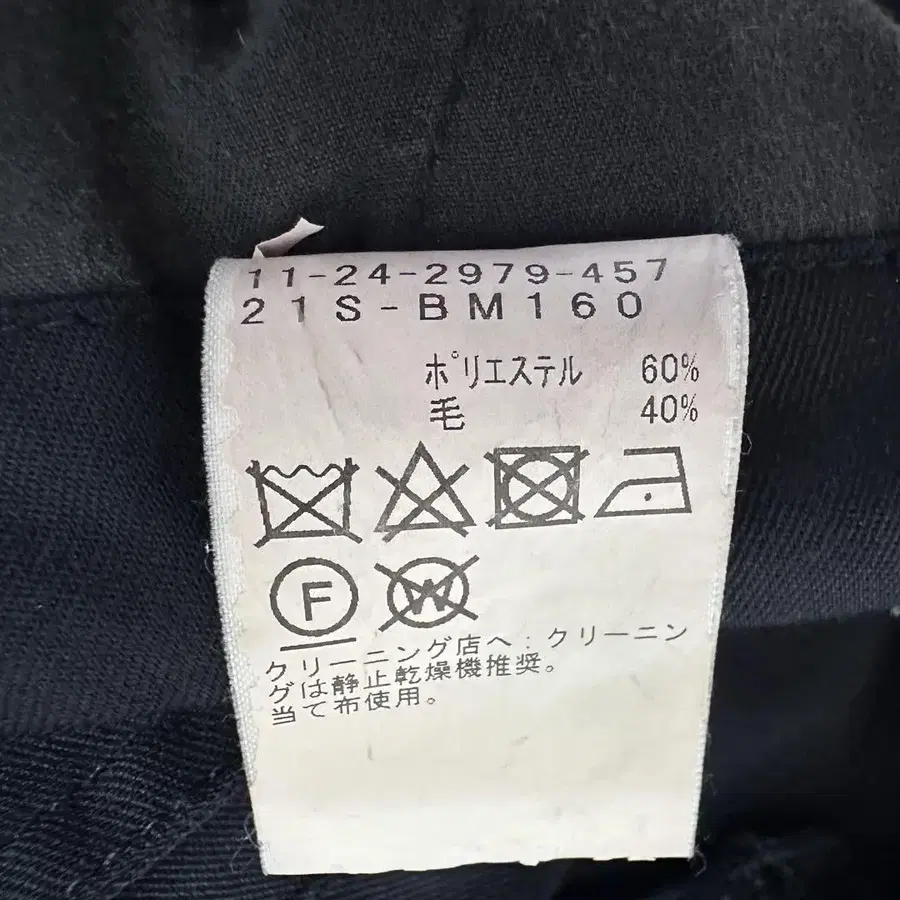 11-24-2979-457
21S-BM160
ポリエステル 60%
毛 40%
F W
クリーニング店へ:クリーニン
グは静止乾燥機推奨。
当て布使用。